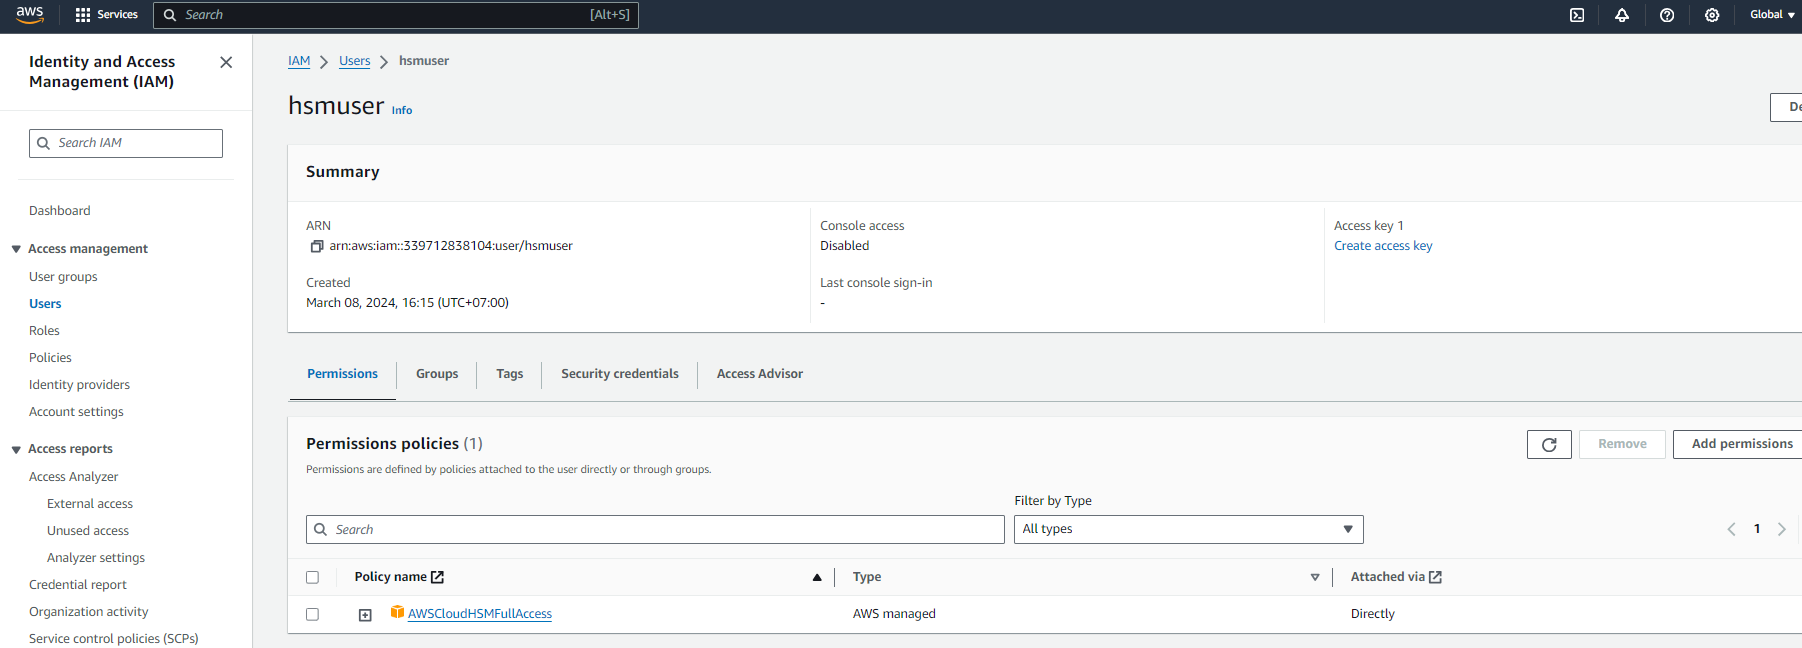 aws
Services
Search
[Alt+S]
Global
Identity and Access
Management (IAM)
Search IAM
Dashboard
Access management
User groups
Users
Roles
Policies
Identity providers
Account settings
Access reports
Access Analyzer
External access
Unused access
Analyzer settings
Credential report
Organization activity
Service control policies (SCPs)
IAM > Users > hsmuser
hsmuser Info
De
Summary
ARN
arn:aws:iam::339712838104:user/hsmuser
Created
March 08, 2024, 16:15 (UTC+07:00)
Console access
Disabled
Last console sign-in
-
Access key 1
Create access key
Permissions
Groups
Tags
Security credentials
Access Advisor
Permissions policies (1)
Permissions are defined by policies attached to the user directly or through groups.
Remove
Add permissions
Filter by Type
Search
All types
1
Policy name
Type
Attached via
AWSCloudHSMFullAccess
AWS managed
Directly